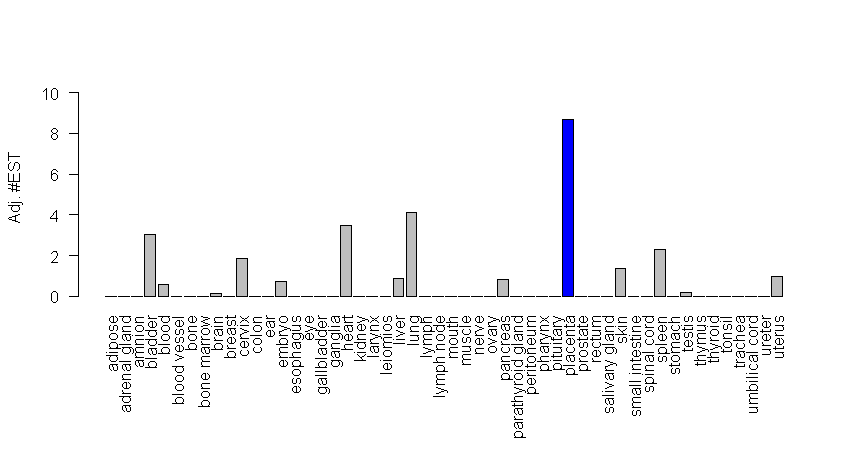 10
8
6
4
2
0
Adj. #EST
adipose
adrenal gland
amnion
bladder
blood
blood vessel
bone
bone marrow
brain
breast
cervix
colon
ear
embryo
esophagus
eye
gallbladder
ganglia
heart
kidney
larynx
leiomios
liver
lung
lymph
lymph node
mouth
muscle
nerve
ovary
pancreas
parathyroid gland
peritoneum
pharynx
pituitary
placenta
prostate
rectum
salivary gland
skin
small intestine
spinal cord
spleen
stomach
testis
thymus
thyroid
tonsil
trachea
umbilical cord
ureter
uterus